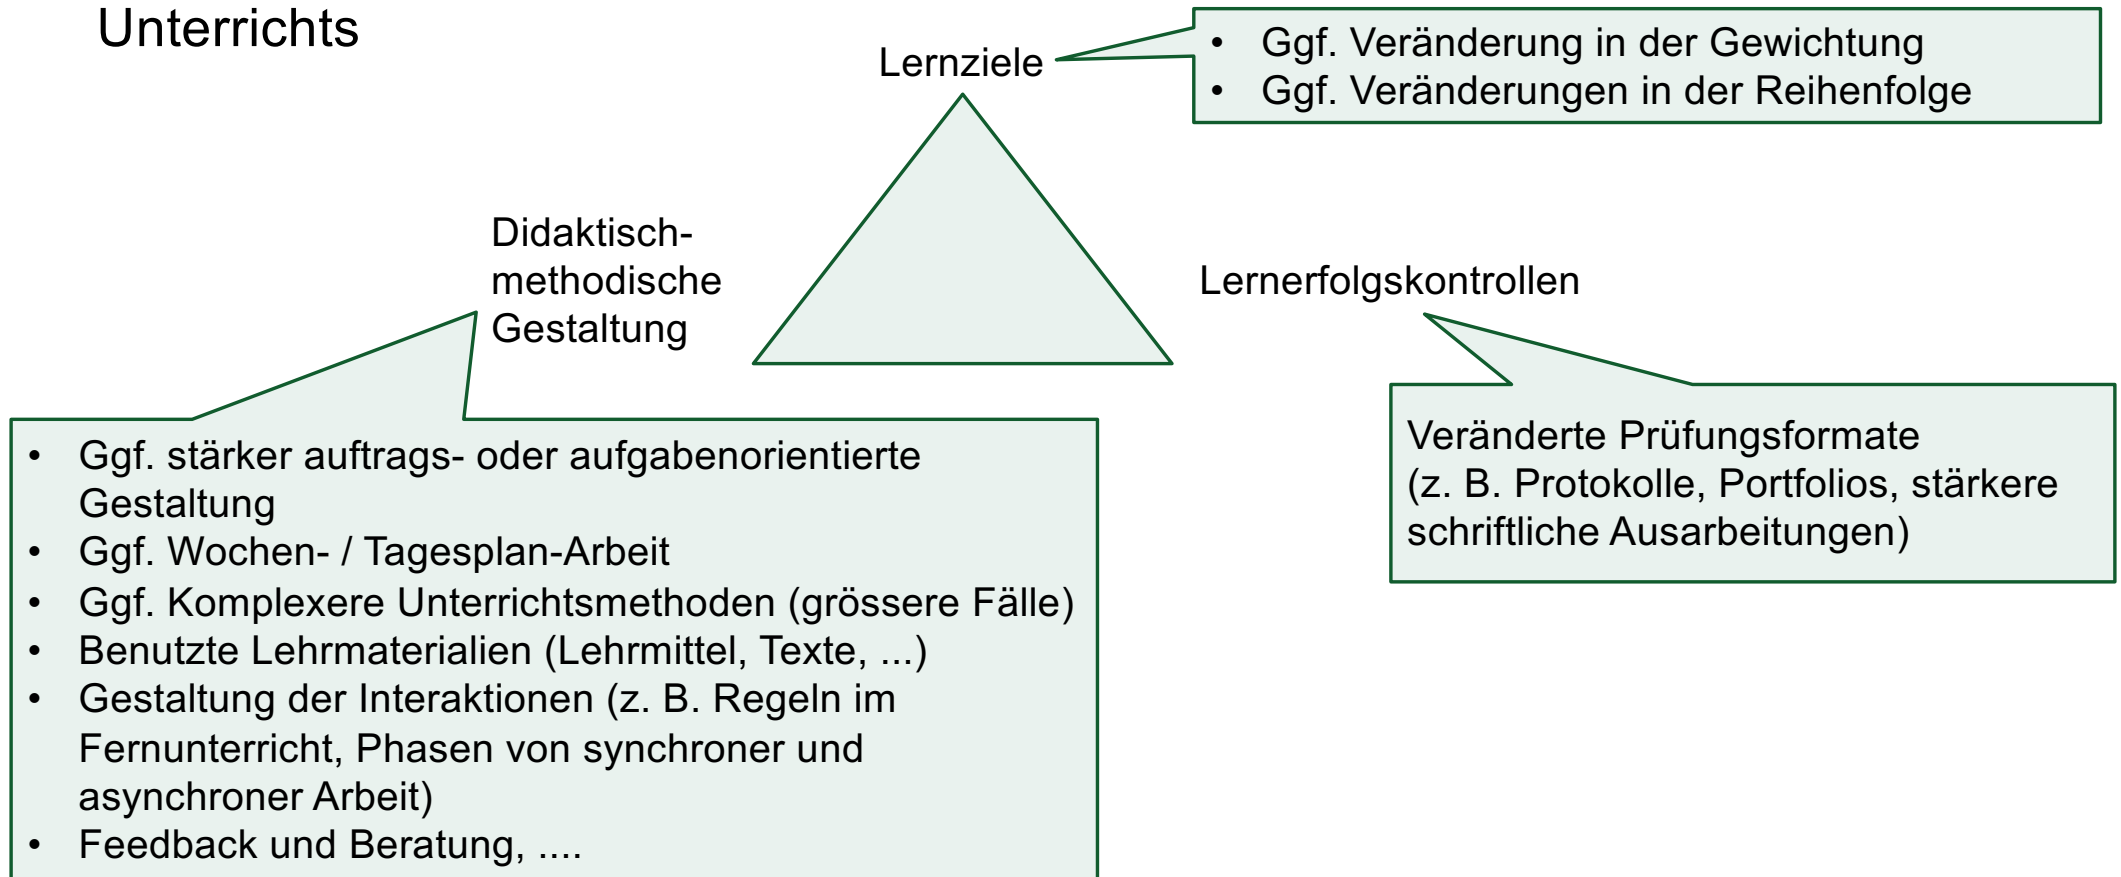 Unterrichts
Lernziele
• Ggf. Veränderung in der Gewichtung
• Ggf. Veränderungen in der Reihenfolge
Didaktisch-
methodische
Gestaltung
Lernerfolgskontrollen
• Ggf. stärker auftrags- oder aufgabenorientierte
Gestaltung
• Ggf. Wochen- / Tagesplan-Arbeit
• Ggf. Komplexere Unterrichtsmethoden (grössere Fälle)
• Benutzte Lehrmaterialien (Lehrmittel, Texte, ...)
• Gestaltung der Interaktionen (z. B. Regeln im
Fernunterricht, Phasen von synchroner und
asynchroner Arbeit)
• Feedback und Beratung, ....
Veränderte Prüfungsformate
(z. B. Protokolle, Portfolios, stärkere
schriftliche Ausarbeitungen)